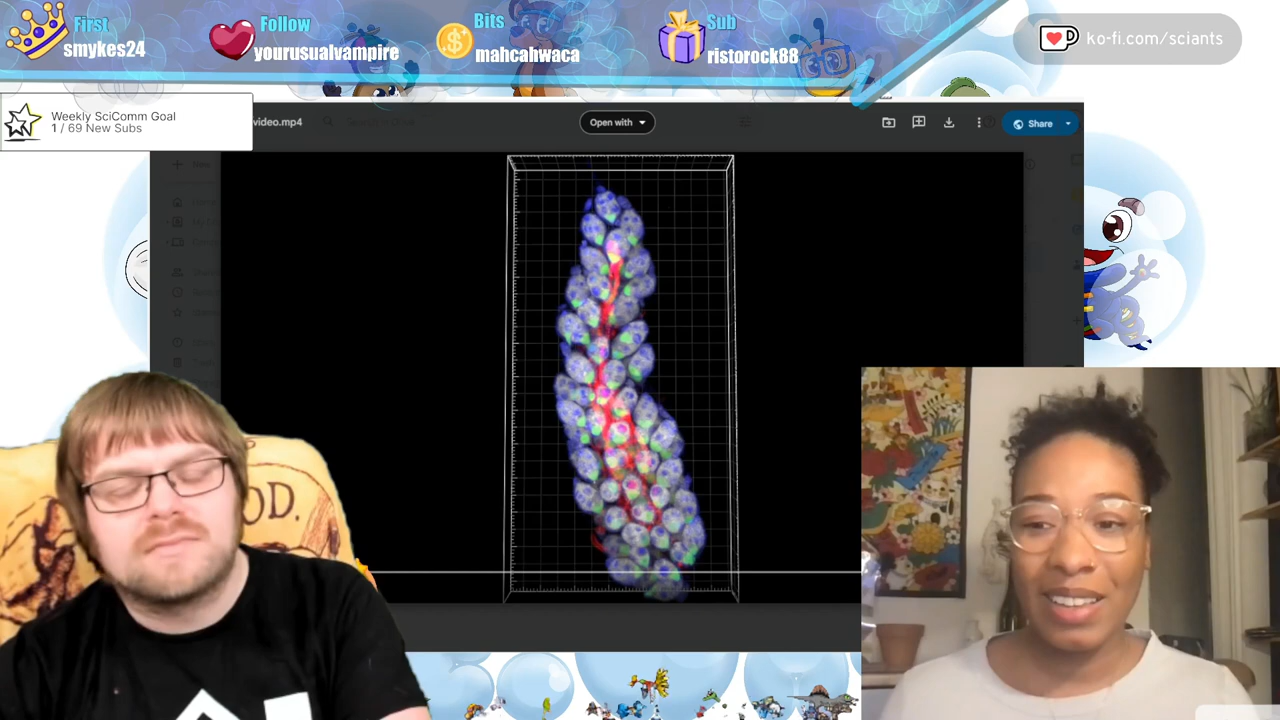 First
smykes24
Follow
yourusualvampire
Bits
mahcahwaca
Sub
ristorock88
ko-fi.com/sciants
Weekly SciComm Goal
1 / 69 New Subs
video.mp4
Open with
Share
OD.